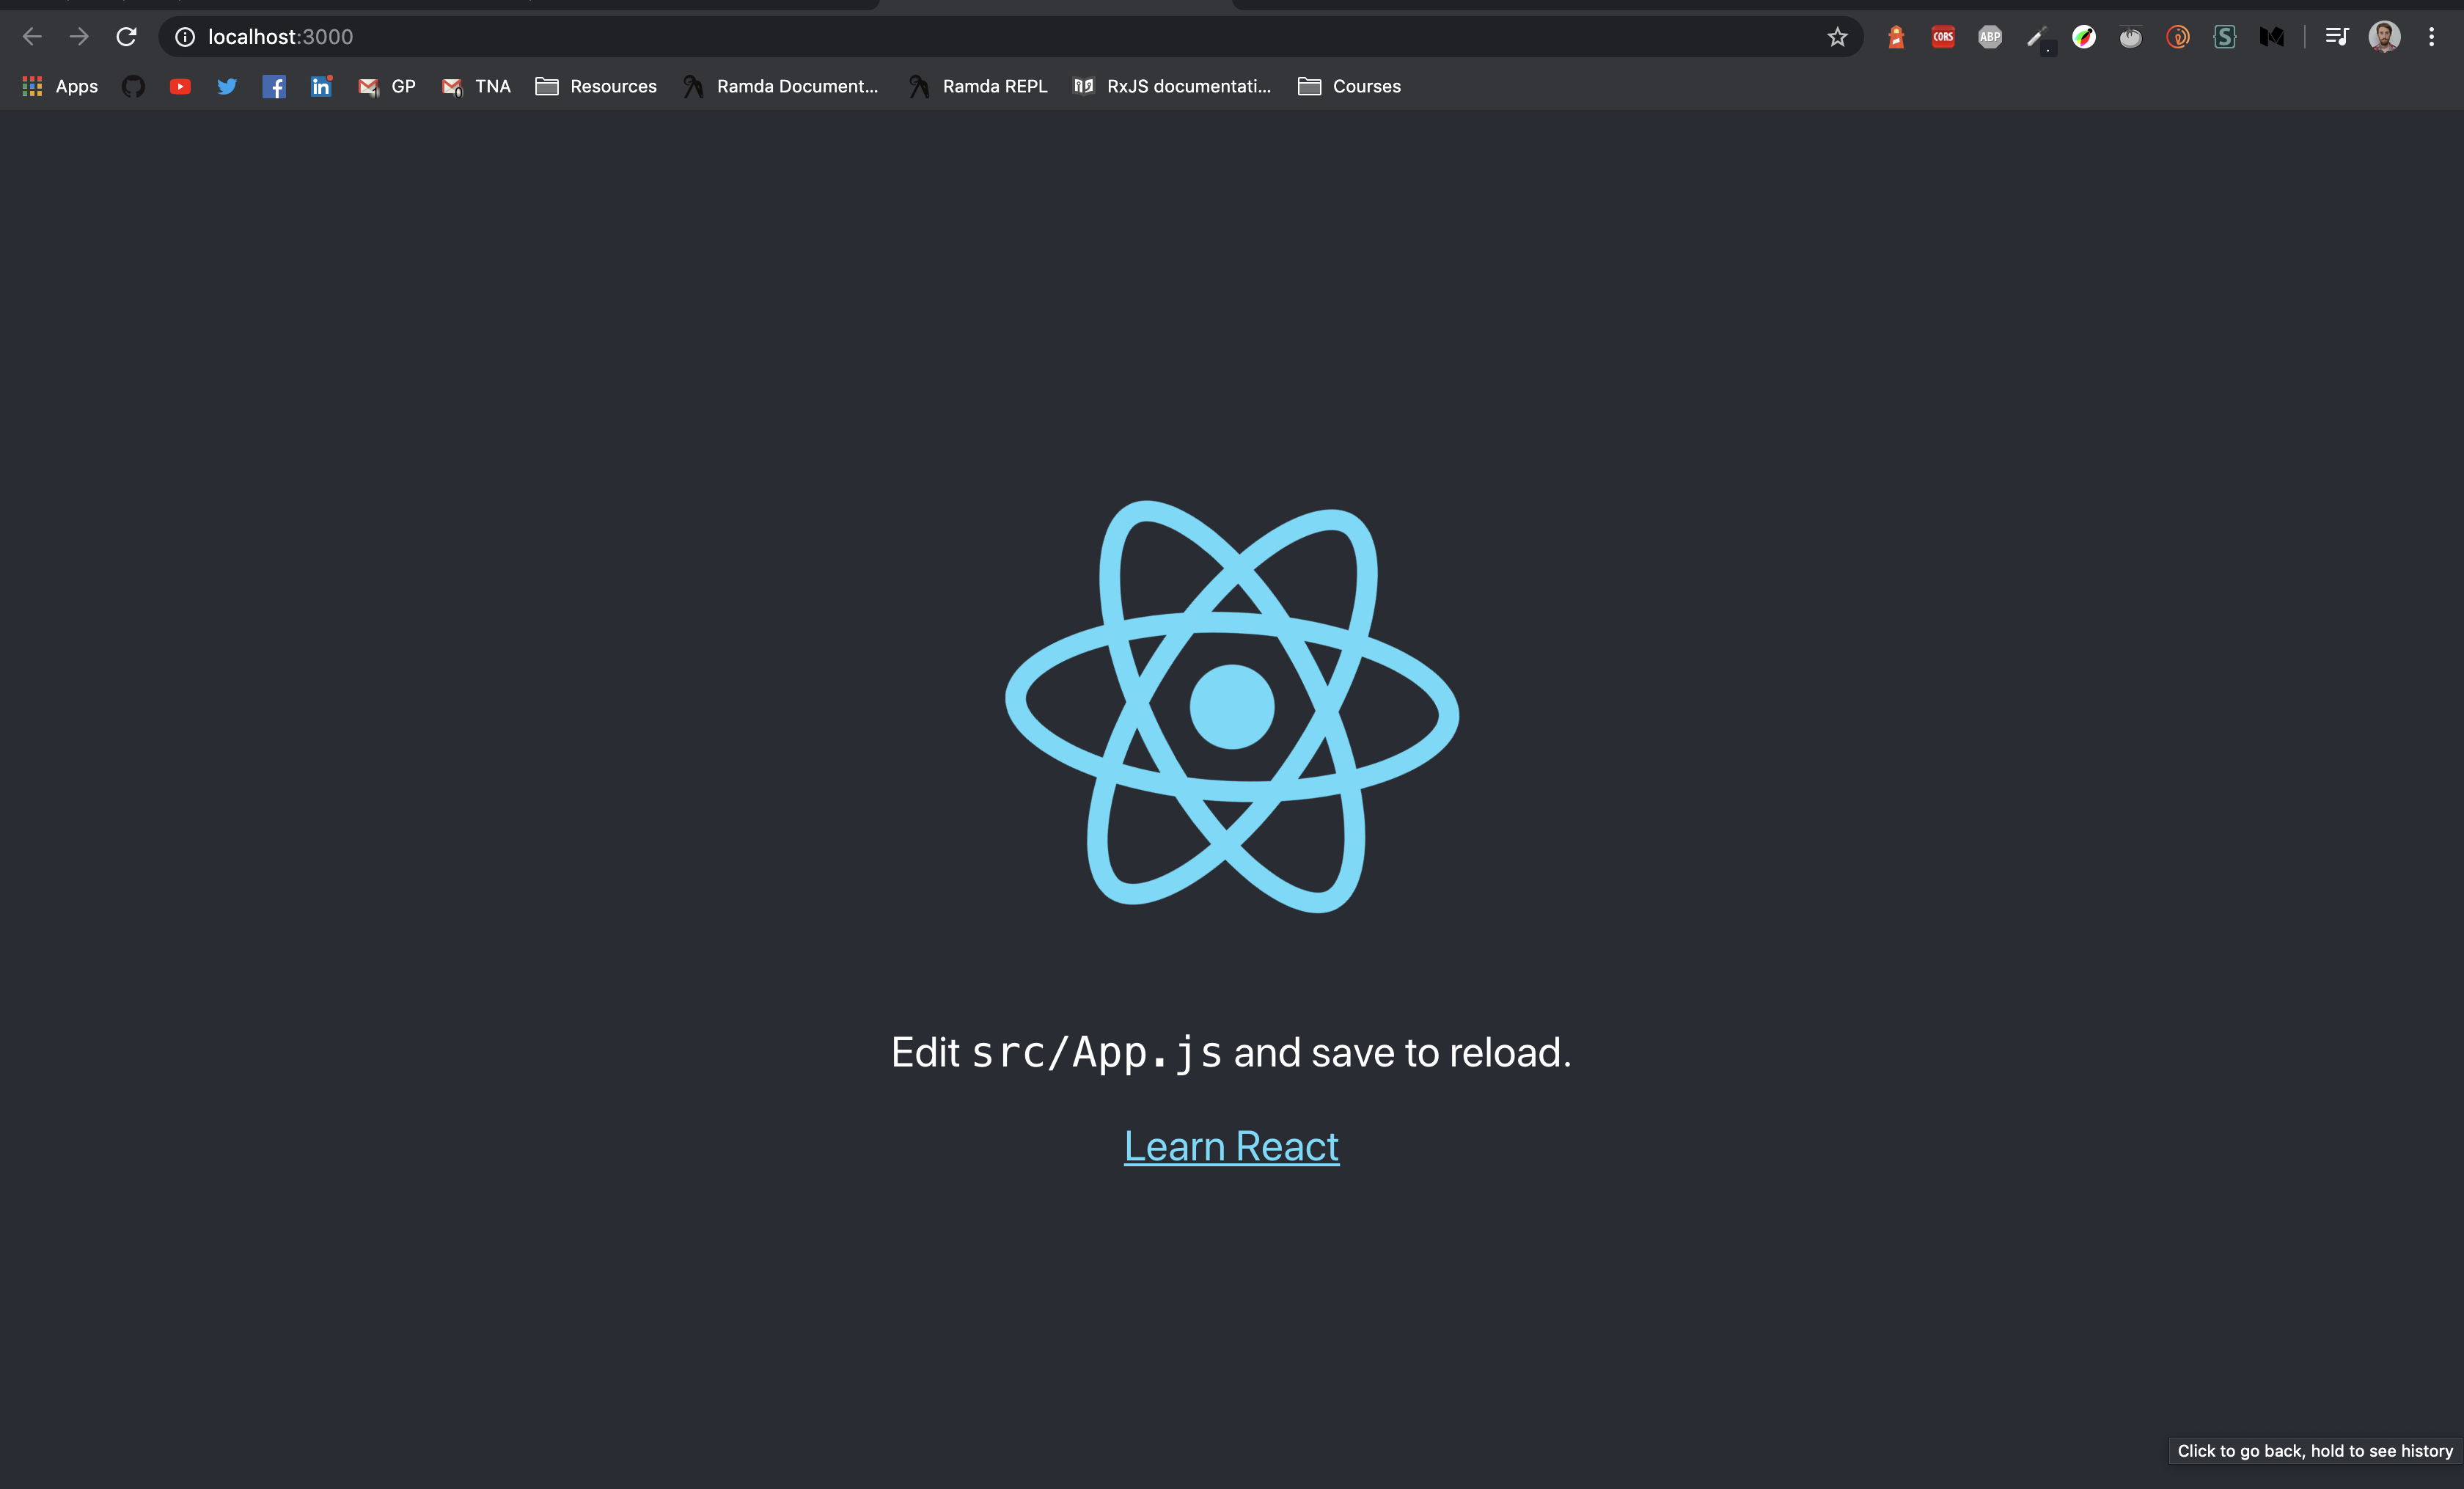 localhost:3000
CORS
ABP
Apps
GP
TNA
Resources
Ramda Document...
Ramda REPL
RxJS documentati...
Courses
Edit src/App.js and save to reload.
Learn React
Click to go back, hold to see history